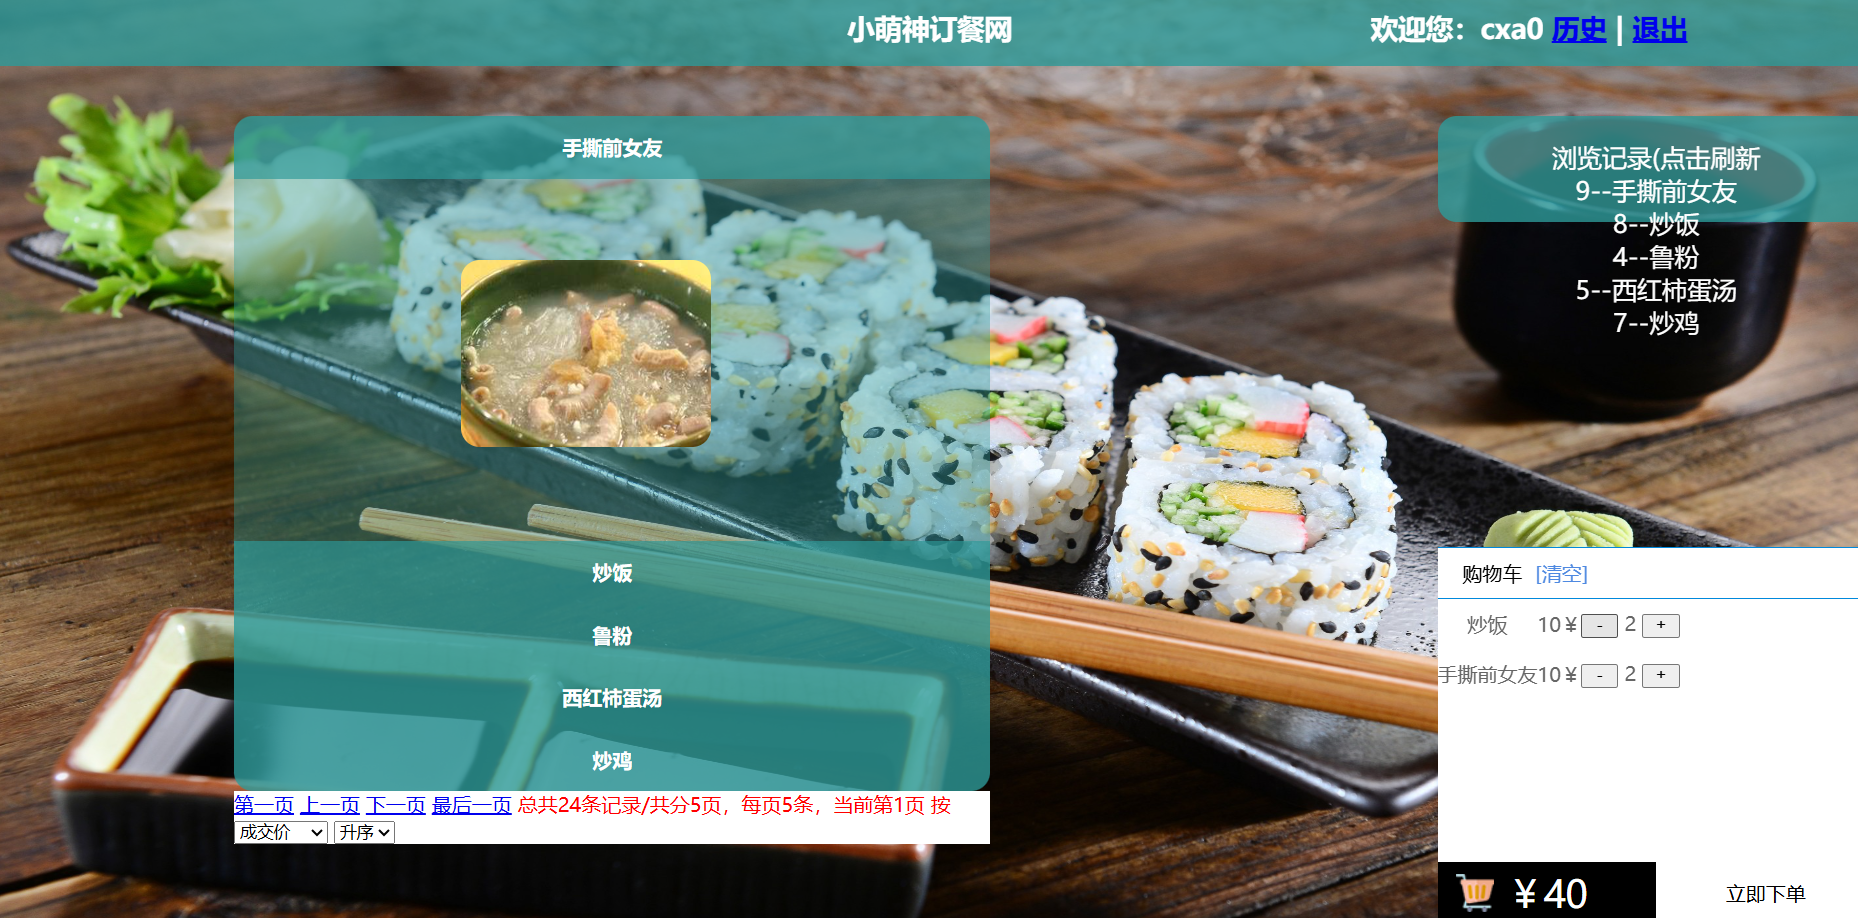 小萌神订餐网
欢迎您：cxa0 历史 | 退出
手撕前女友
炒饭
鲁粉
西红柿蛋汤
炒鸡
第一页 上一页 下一页 最后一页 总共24条记录/共分5页，每页5条，当前第1页 按
成交价 升序
浏览记录(点击刷新
9--手撕前女友
8--炒饭
4--鲁粉
5--西红柿蛋汤
7--炒鸡
购物车 [清空]
炒饭 10￥ - 2 +
手撕前女友10￥ - 2 +
￥40
立即下单